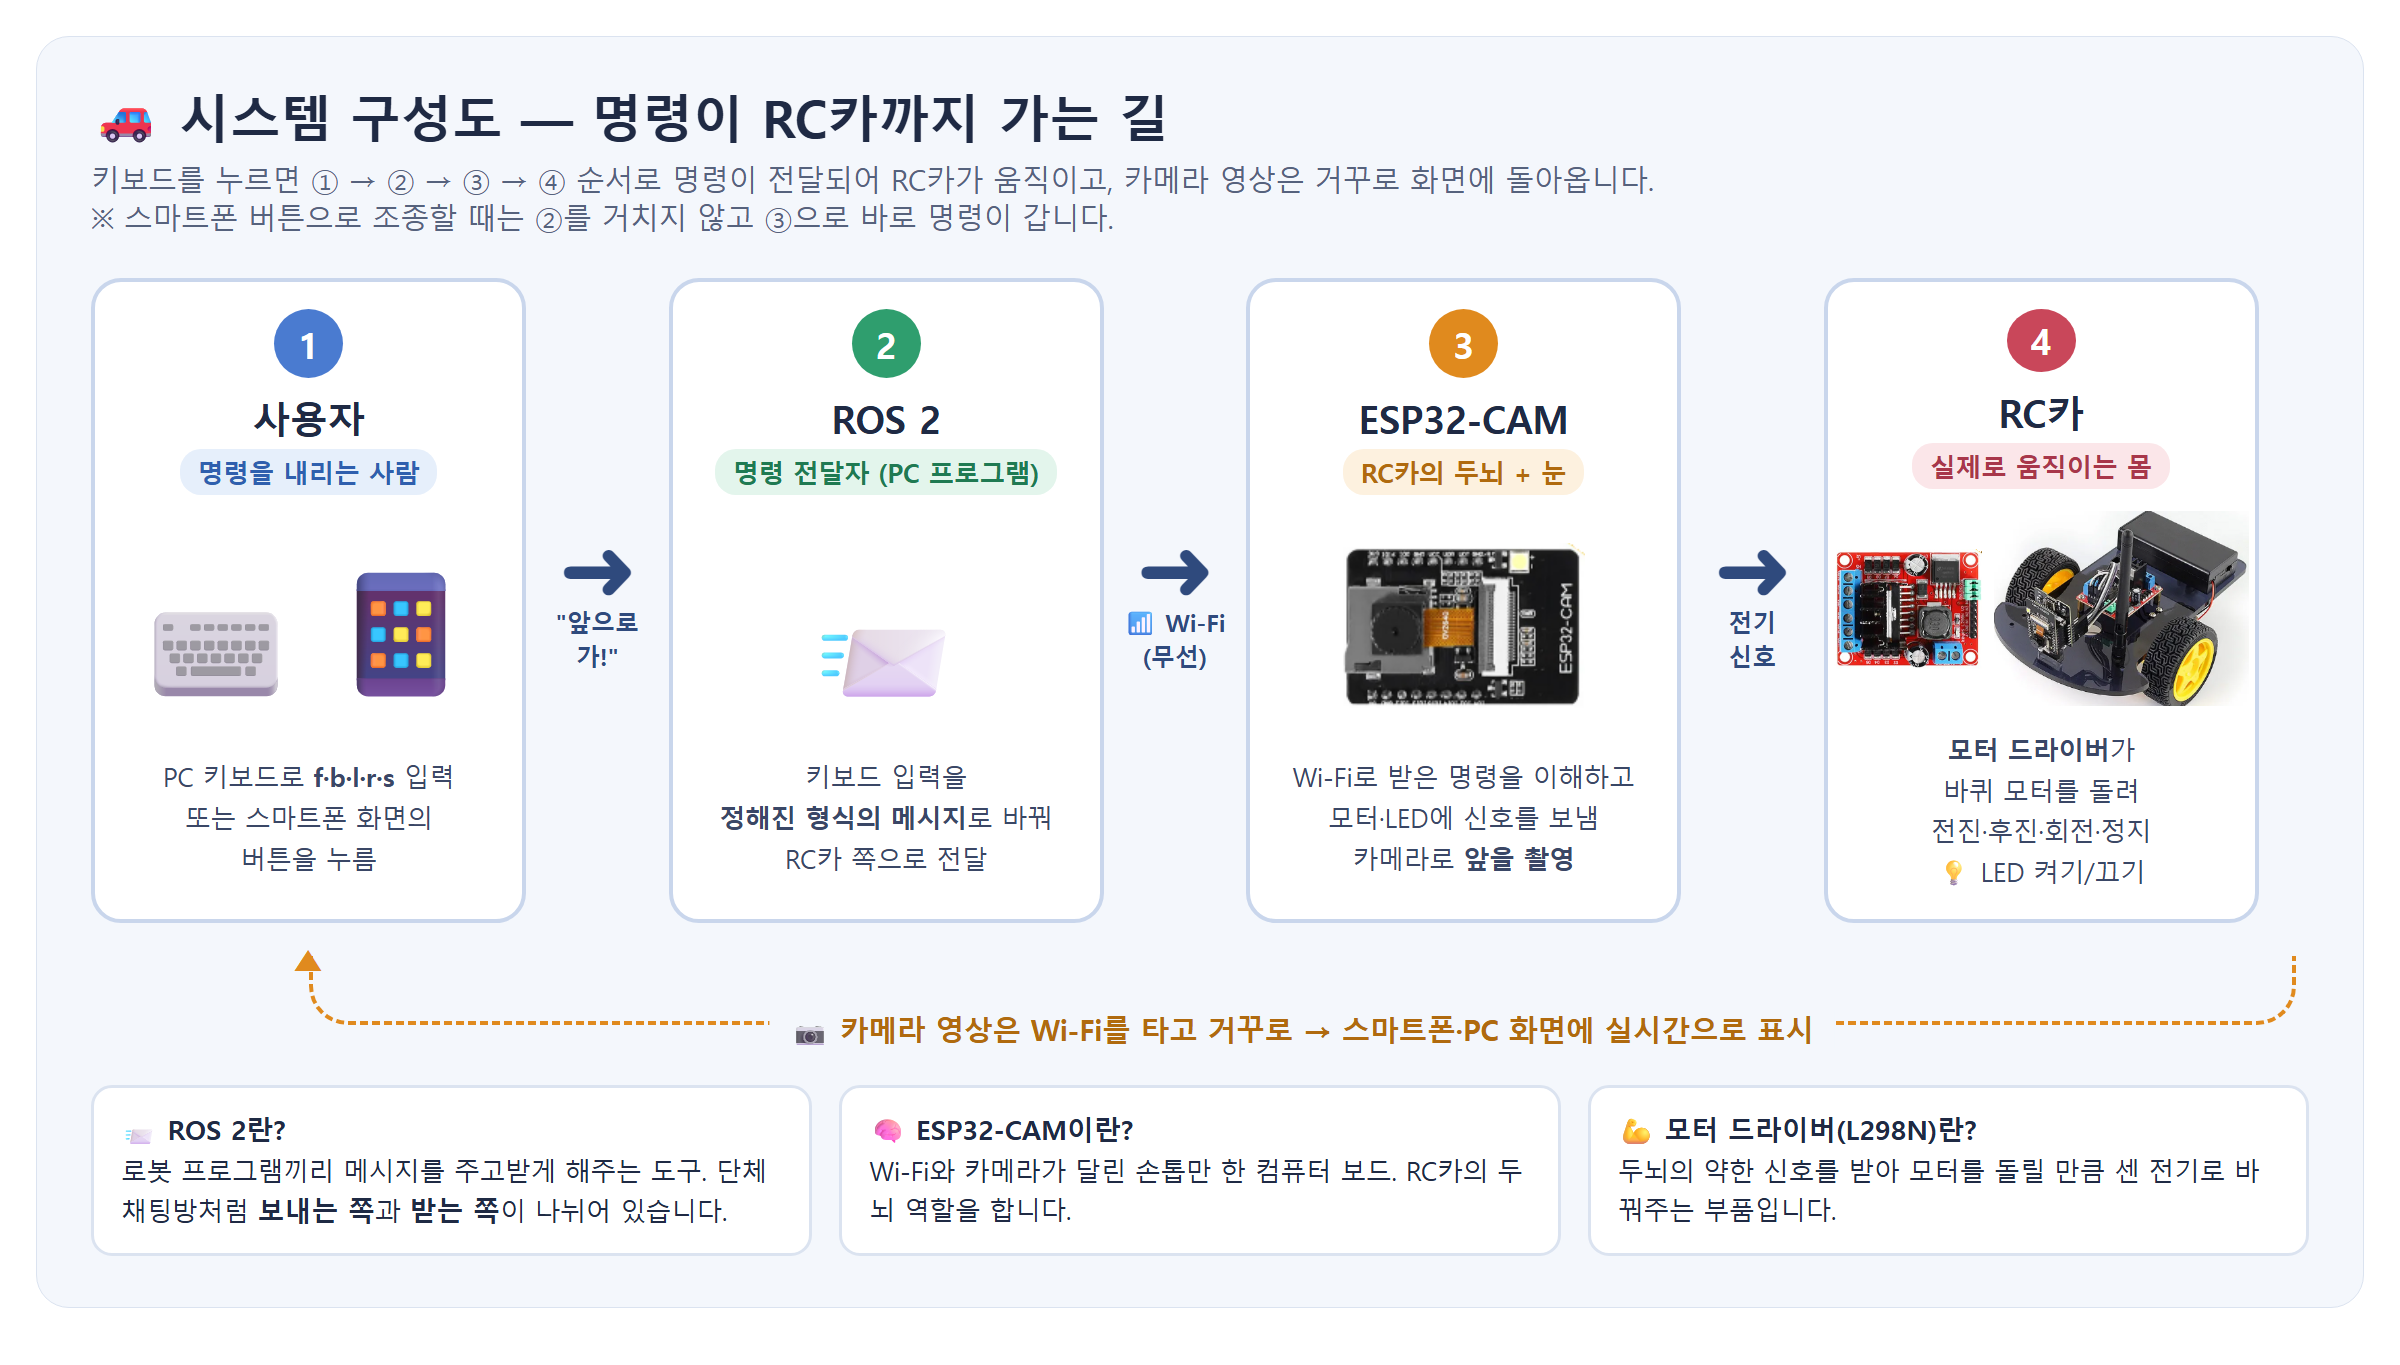 시스템 구성도 — 명령이 RC카까지 가는 길
키보드를 누르면 ① → ② → ③ → ④ 순서로 명령이 전달되어 RC카가 움직이고, 카메라 영상은 거꾸로 화면에 돌아옵니다.
※ 스마트폰 버튼으로 조종할 때는 ②를 거치지 않고 ③으로 바로 명령이 갑니다.
1
사용자
명령을 내리는 사람
PC 키보드로 f·b·l·r·s 입력
또는 스마트폰 화면의
버튼을 누름
"앞으로
가!"
2
ROS 2
명령 전달자 (PC 프로그램)
키보드 입력을
정해진 형식의 메시지로 바꿔
RC카 쪽으로 전달
Wi-Fi
(무선)
3
ESP32-CAM
RC카의 두뇌 + 눈
ESP32-CAM
Wi-Fi로 받은 명령을 이해하고
모터·LED에 신호를 보냄
카메라로 앞을 촬영
전기
신호
4
RC카
실제로 움직이는 몸
모터 드라이버가
바퀴 모터를 돌려
전진·후진·회전·정지
LED 켜기/끄기
카메라 영상은 Wi-Fi를 타고 거꾸로 → 스마트폰·PC 화면에 실시간으로 표시
ROS 2란?
로봇 프로그램끼리 메시지를 주고받게 해주는 도구. 단체
채팅방처럼 보내는 쪽과 받는 쪽이 나뉘어 있습니다.
ESP32-CAM이란?
Wi-Fi와 카메라가 달린 손톱만 한 컴퓨터 보드. RC카의 두
뇌 역할을 합니다.
모터 드라이버(L298N)란?
두뇌의 약한 신호를 받아 모터를 돌릴 만큼 센 전기로 바
꿔주는 부품입니다.